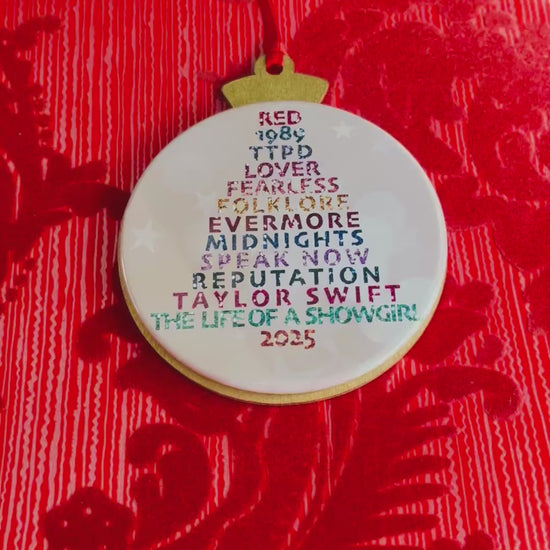 RED
1989
TTPD
LOVER
FEARLESS
FOLKLORE
EVERMORE
MIDNIGHTS
SPEAK NOW
REPUTATION
TAYLOR SWIFT
THE LIFE OF A SHOWGIRL
2025